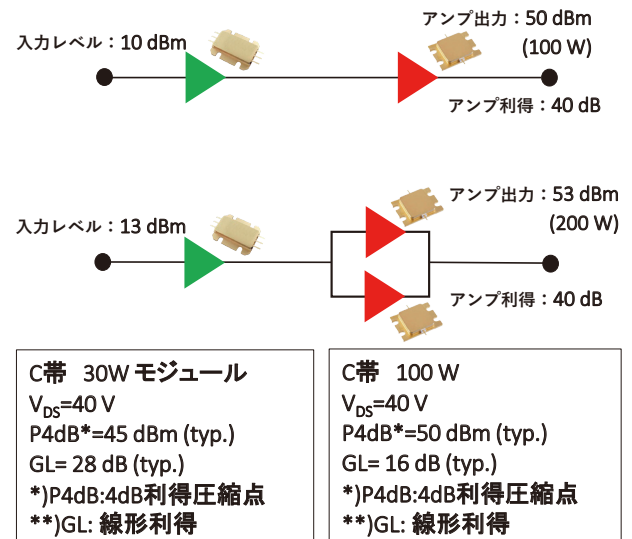 入力レベル：10 dBm
アンプ出力：50 dBm
(100 W)
アンプ利得：40 dB
入力レベル：13 dBm
アンプ出力：53 dBm
(200 W)
アンプ利得：40 dB
C帯 30W モジュール
VDS=40 V
P4dB*=45 dBm (typ.)
GL= 28 dB (typ.)
*)P4dB:4dB利得圧縮点
**)GL: 線形利得
C帯 100 W
VDS=40 V
P4dB*=50 dBm (typ.)
GL= 16 dB (typ.)
*)P4dB:4dB利得圧縮点
**)GL: 線形利得